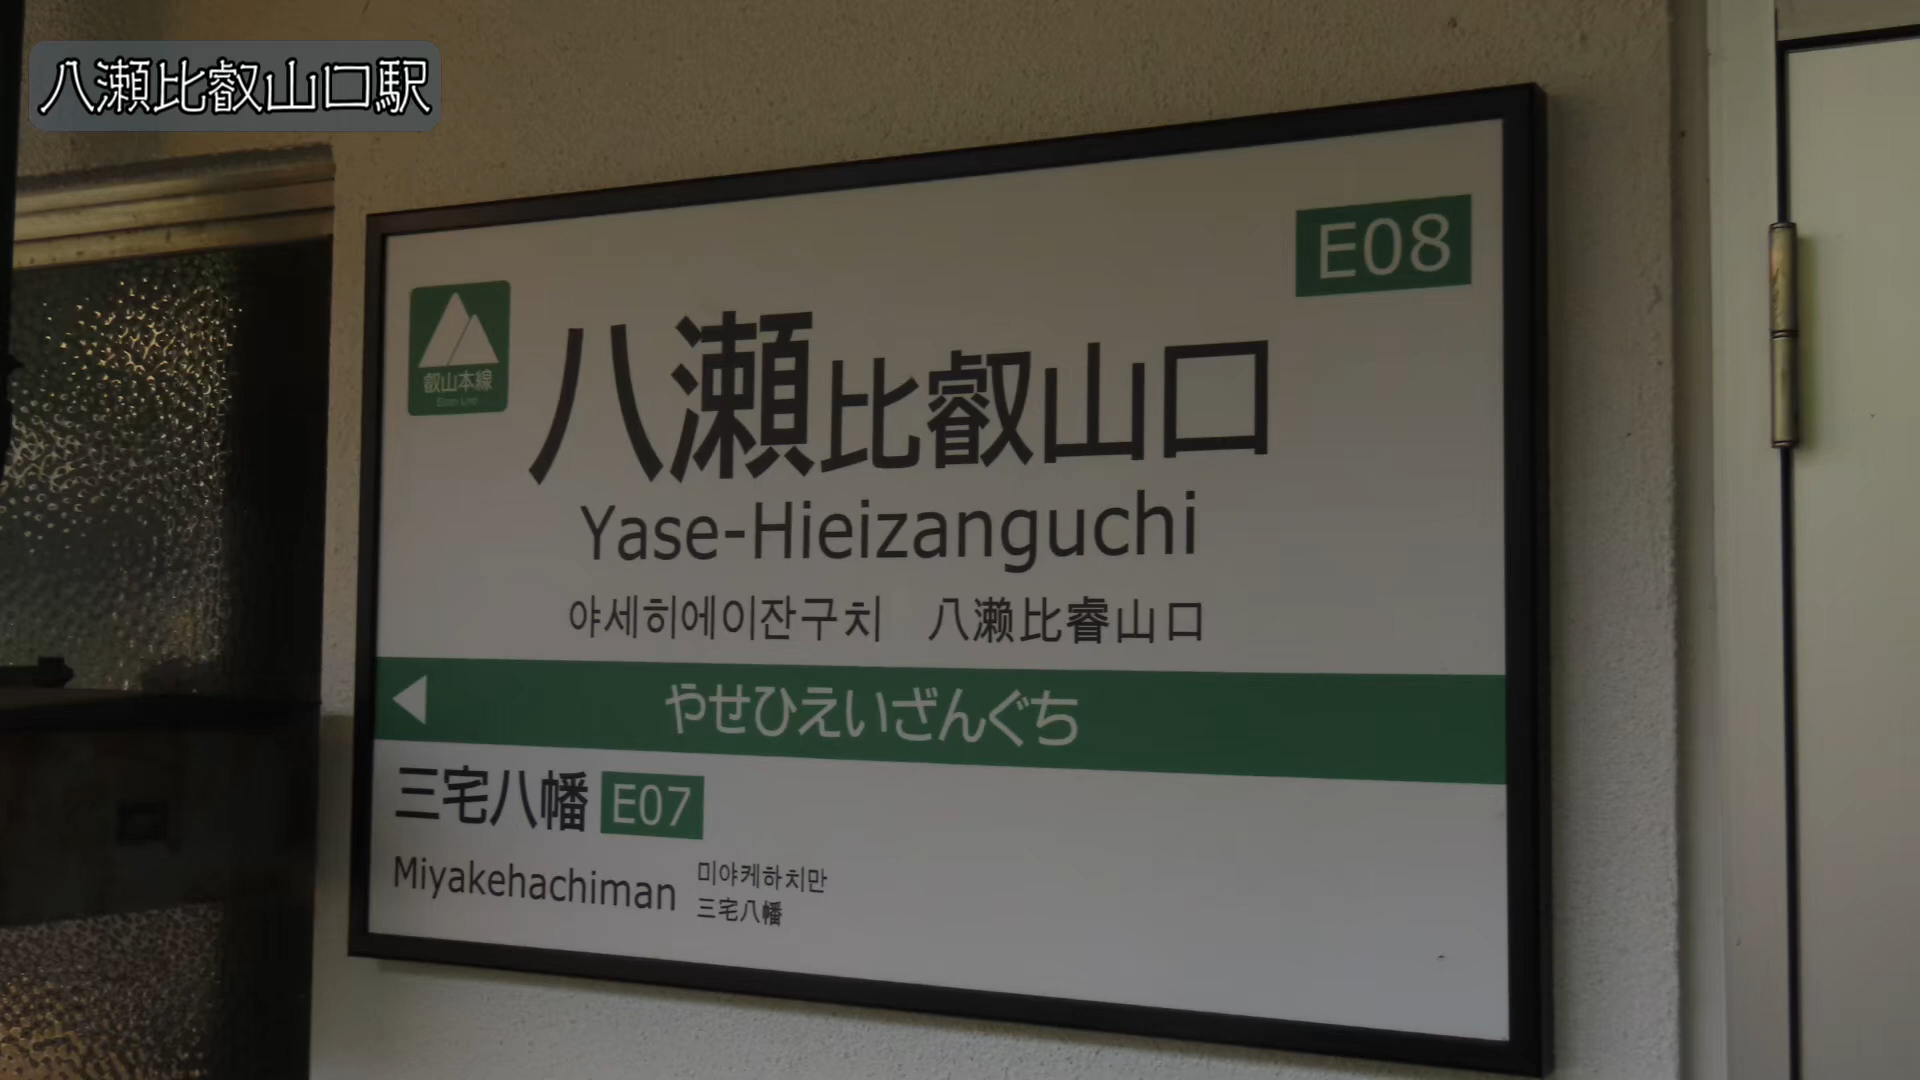 八瀬比叡山口駅
E08
叡山本線
Eizan Line
八瀬比叡山口
Yase-Hieizanguchi
야세히에이잔구치 八濑比睿山口
やせひえいざんぐち
三宅八幡 E07
Miyakehachiman
미야케하치만
三宅八幡